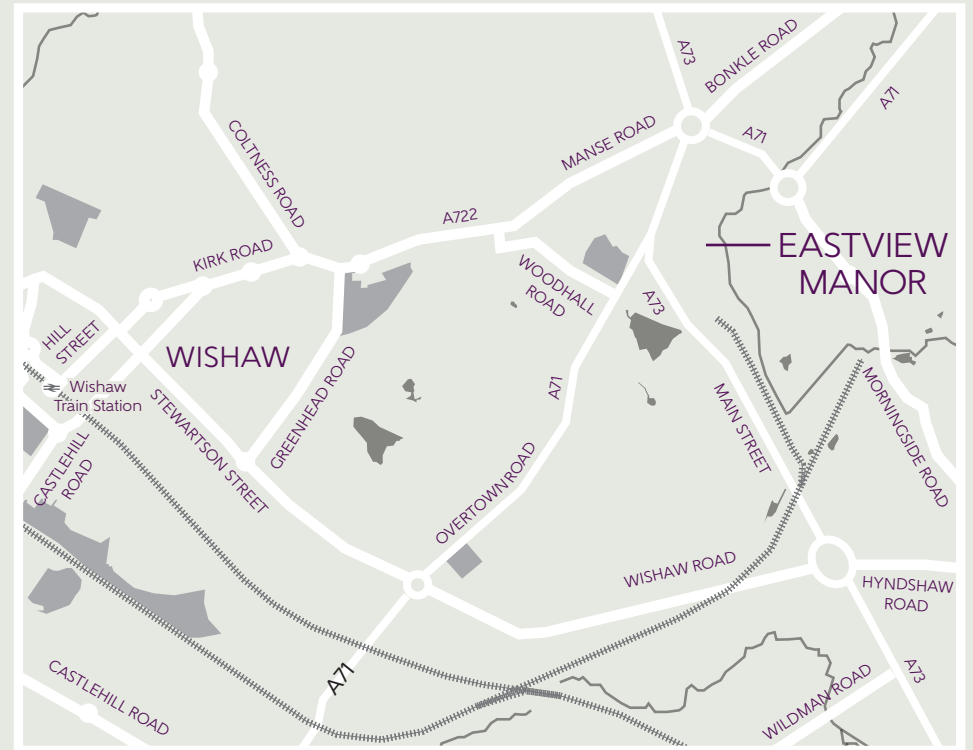 A73
BONKLE ROAD
A71
A71
MANSE ROAD
COLTNESS ROAD
A722
KIRK ROAD
EASTVIEW
MANOR
WOODHALL
ROAD
A73
HILL
STREET
WISHAW
Wishaw
Train Station
STEWARTSON STREET
GREENHEAD ROAD
A71
MAIN STREET
MORNINGSIDE ROAD
CASTLEHILL
ROAD
OVERTOWN ROAD
WISHAW ROAD
HYNDSHAW
ROAD
A71
CASTLEHILL ROAD
WILDMAN ROAD
A73